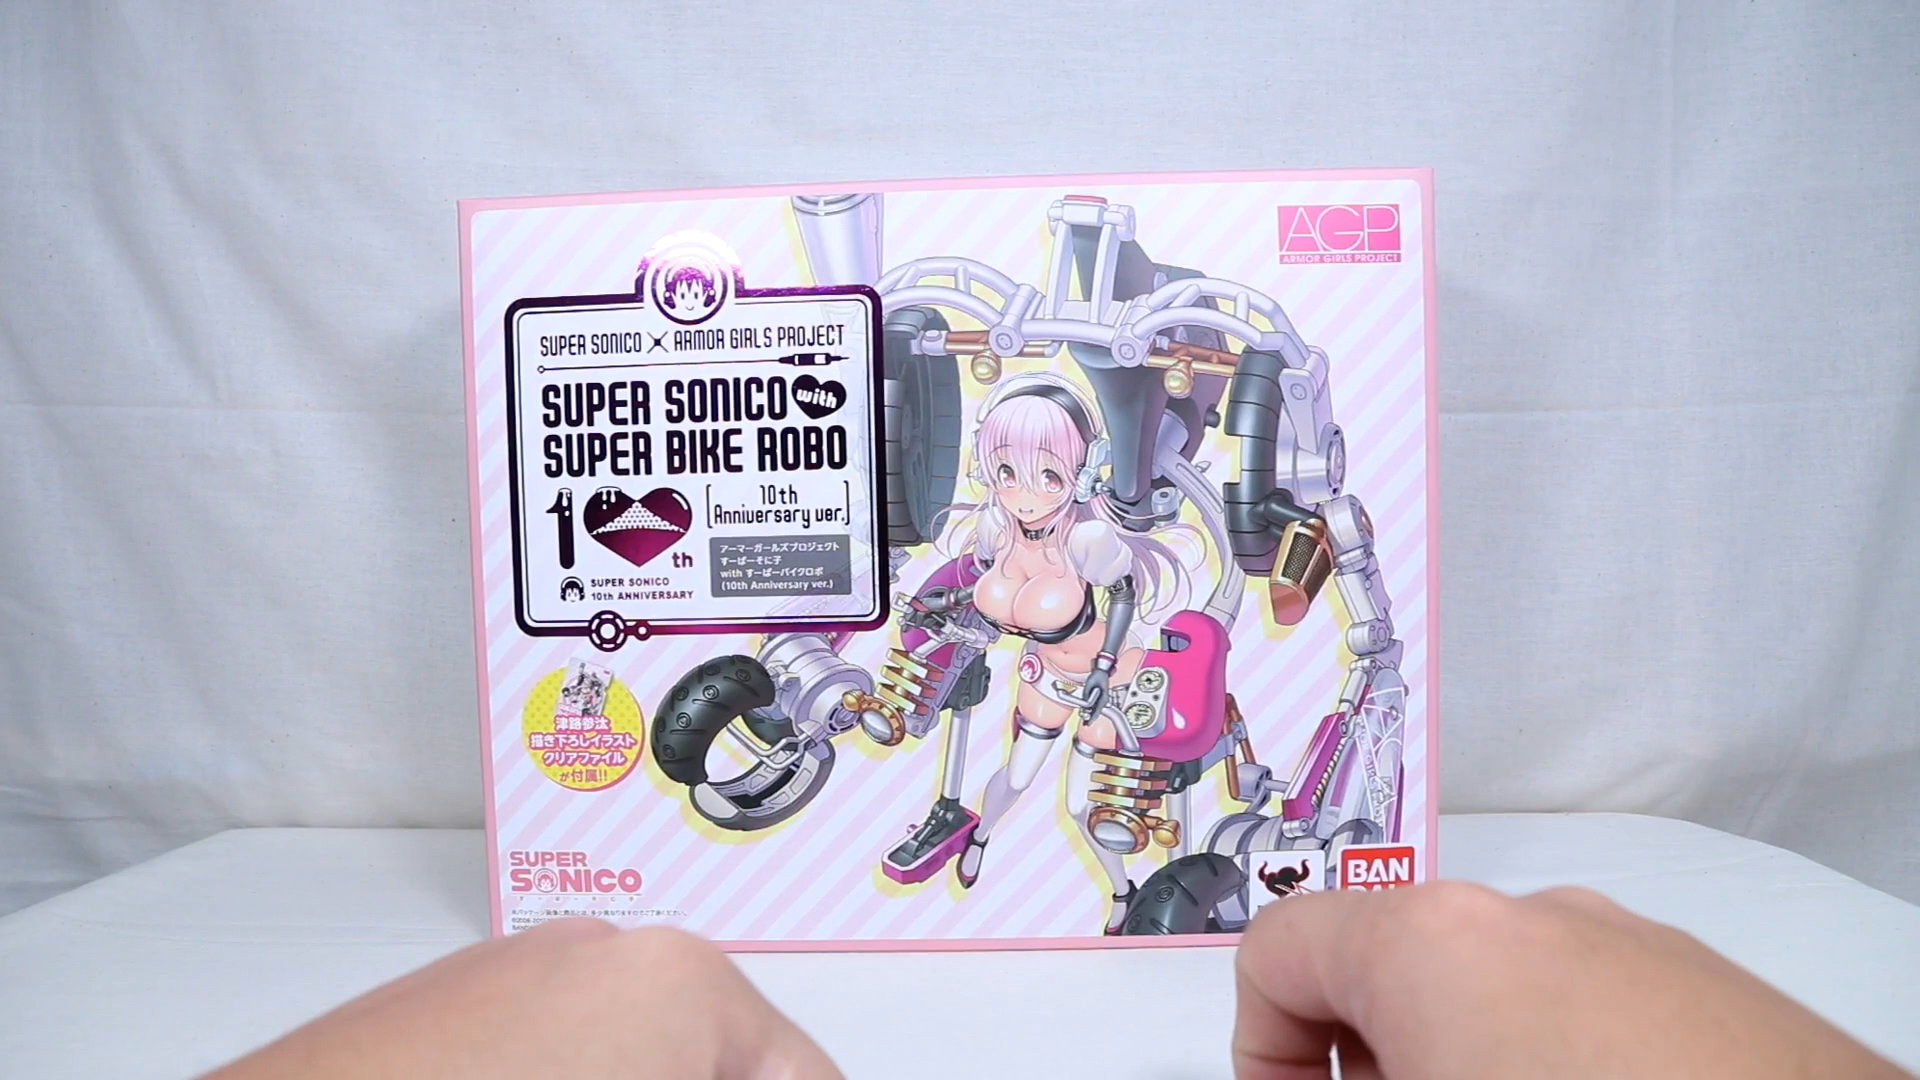 AGP
ARMOR GIRLS PROJECT
SUPER SONICO × ARMOR GIRLS PROJECT
SUPER SONICO with
SUPER BIKE ROBO
10th
[10th
Anniversary ver.]
SUPER SONICO
10th ANNIVERSARY
アーマーガールズプロジェクト
すーぱーそに子
with すーぱーバイクロボ
(10th Anniversary ver.)
津路参汰
描き下ろしイラスト
クリアファイル
が付属!!
SUPER
SONICO
BAN